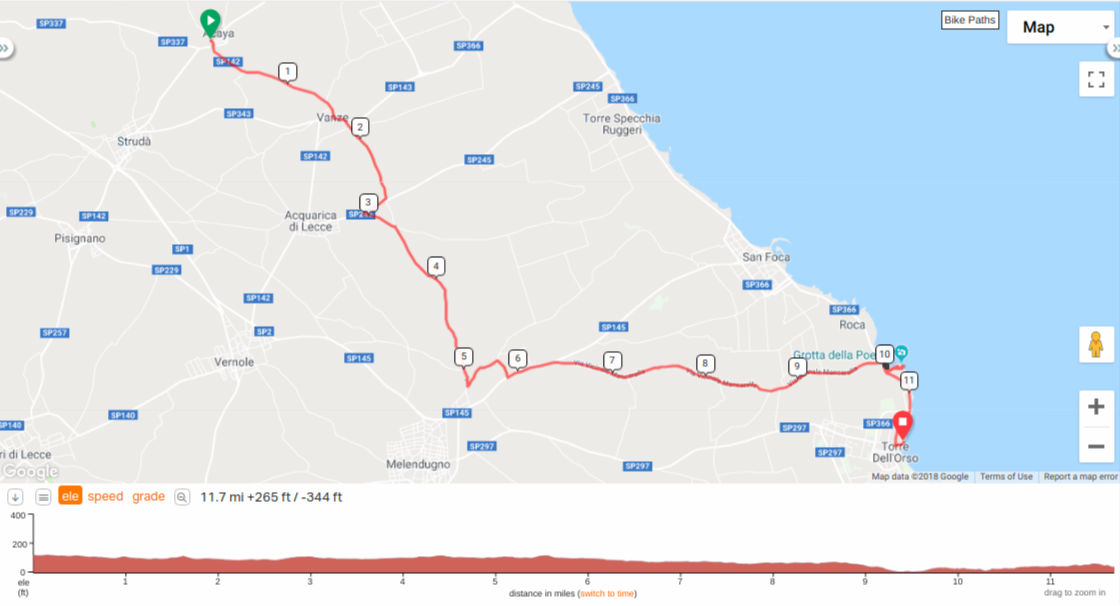 SP337
Bike Paths
Map
Acaya
SP337
SP366
SP142
1
SP143
SP245
SP366
SP343
Vanze
2
Torre Specchia
Ruggeri
Strudà
SP142
SP245
3
SP229
SP142
Acquarica
di Lecce
Pisignano
SP1
SP229
4
San Foca
SP366
SP142
SP366
Roca
SP257
SP2
SP145
Vernole
SP145
5
6
7
8
9
Grotta della Poe
10
11
SP140
SP145
SP140
SP297
SP366
SP297
SP297
SP297
Torre
Dell'Orso
ri di Lecce
Melendugno
Google
Map data ©2018 Google
Terms of Use
Report a map error
ele speed grade 11.7 mi +265 ft / -344 ft
400
200
0
ele
(ft)
1 2 3 4 5 6 7 8 9 10 11
distance in miles (switch to time)
drag to zoom in